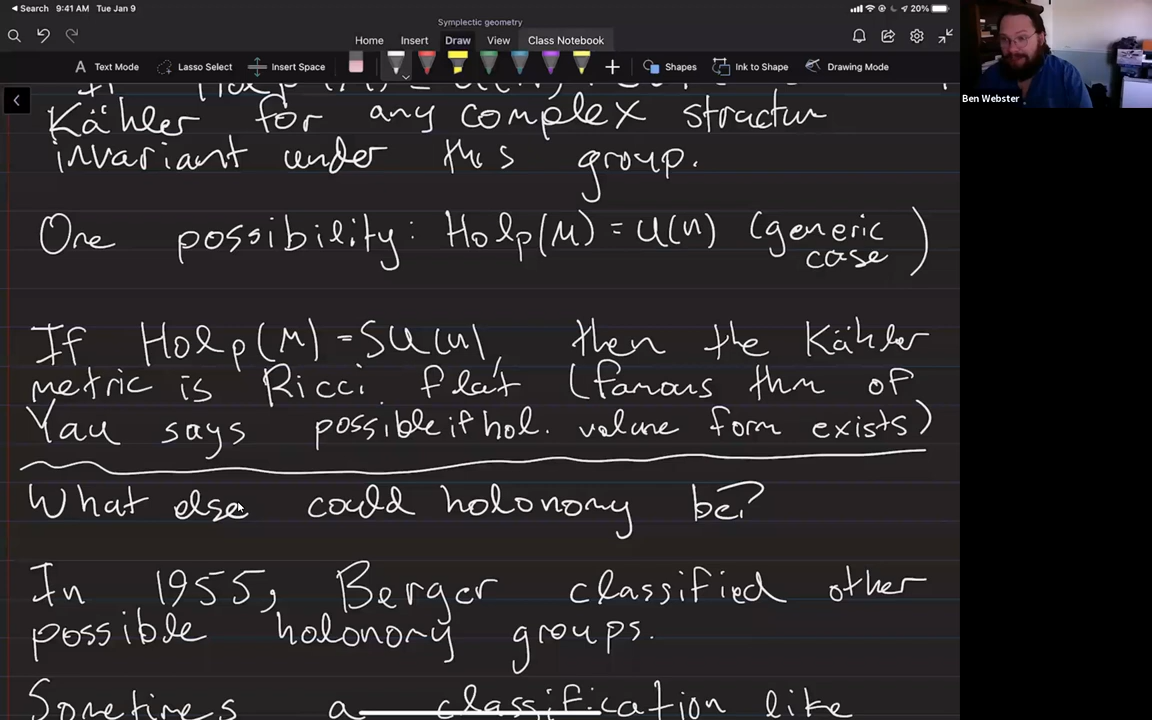 Search 9:41 AM Tue Jan 9
20%
Symplectic geometry
Home Insert Draw View Class Notebook
Text Mode Lasso Select Insert Space Shapes Ink to Shape Drawing Mode
Ben Webster
Kähler for any complex structur
invariant under this group.
One possibility: Holp(M) = U(n) (generic
case)
If Holp(M) = SU(n), then the Kähler
metric is Ricci flat (famous thm of
Yau says possible if hol. volume form exists)
What else could holonomy be?
In 1955, Berger classified other
possible holonomy groups.
Sometimes a classification like